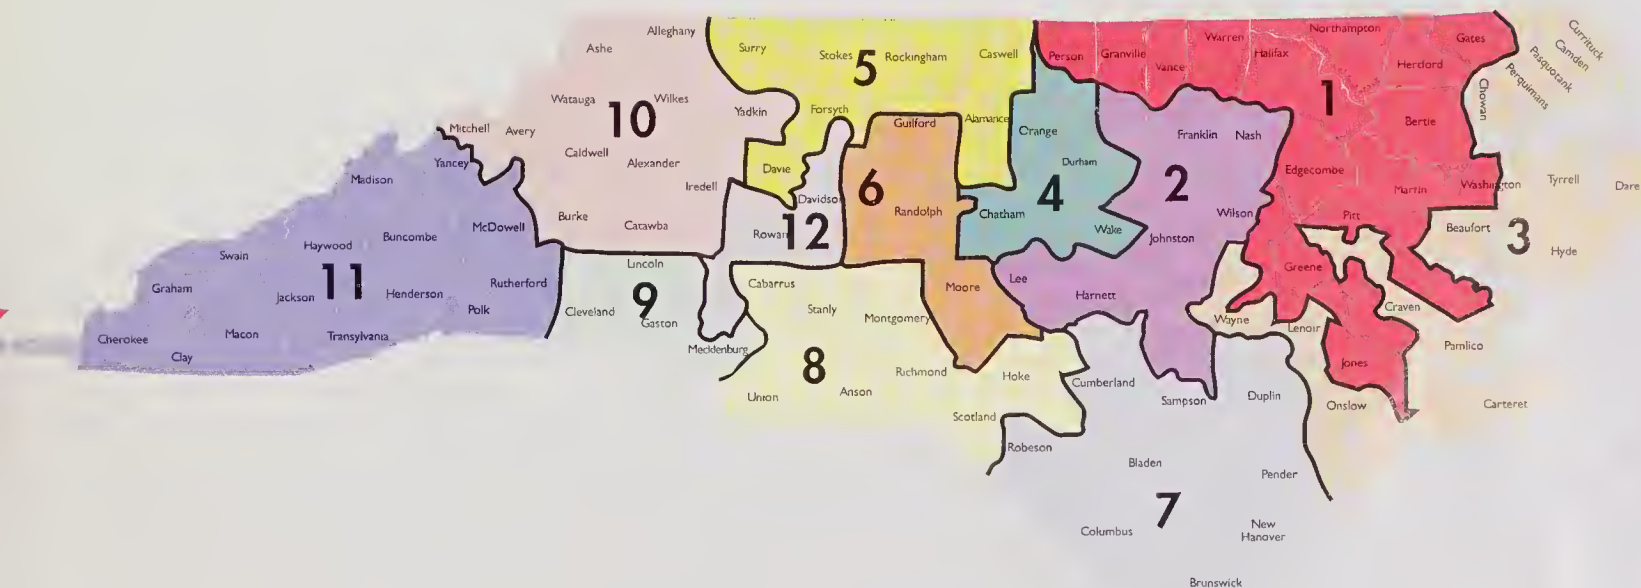 Alleghany
Ashe
Watauga
Wilkes
10
Mitchell
Avery
Caldwell
Alexander
Iredell
Burke
Catawba
Surry
Stokes
5
Rockingham
Caswell
Yadkin
Forsyth
Alamance
Davie
Guilford
6
Randolph
Moore
Davidson
Rowan
12
Person
Granville
Vance
Warren
Halifax
Northampton
Gates
Hertford
1
Bertie
Edgecombe
Martin
Washington
Pitt
Greene
Lenoir
Jones
Currituck
Camden
Pasquotank
Perquimans
Chowan
Tyrrell
Dare
Beaufort
3
Hyde
Craven
Wayne
Pamlico
Onslow
Carteret
Orange
Durham
4
Chatham
Wake
Franklin
Nash
2
Wilson
Johnston
Lee
Harnett
Sampson
Yancey
Madison
McDowell
Buncombe
Haywood
Swain
Graham
Jackson
11
Henderson
Rutherford
Polk
Cherokee
Macon
Transylvania
Clay
Lincoln
Cleveland
9
Gaston
Mecklenburg
Cabarrus
Stanly
Montgomery
8
Richmond
Union
Anson
Hoke
Scotland
Cumberland
Duplin
Robeson
Bladen
Pender
7
Columbus
New
Hanover
Brunswick